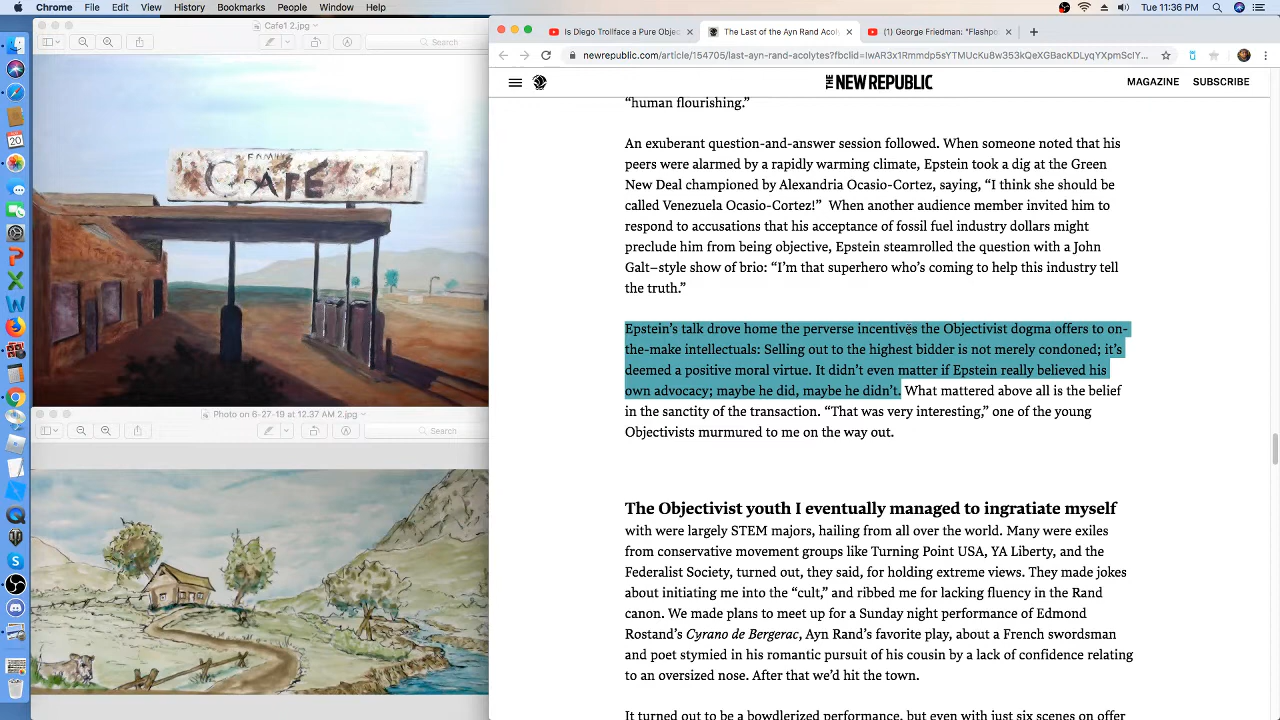 Photos
File
Edit
Image
View
Window
Help
Tue 11:36 PM
Cafe1 2.jpg
Search
FAMILY
CAFE
Photo on 6-27-19 at 12.37 AM 2.jpg
Search
Is Diego Trollface a Pure Objec
The Last of the Ayn Rand Acol
(1) George Friedman, "Flashpo
newrepublic.com/article/154705/last-ayn-rand-acolytes?fbclid=
THE NEW REPUBLIC
MAGAZINE
SUBSCRIBE
“human flourishing.”
An exuberant question-and-answer session followed. When someone noted that his
peers were alarmed by a rapidly warming climate, Epstein took a dig at the Green
New Deal championed by Alexandria Ocasio-Cortez, saying, “I think she should be
called Venezuela Ocasio-Cortez!” When another audience member invited him to
respond to accusations that his acceptance of fossil fuel industry dollars might
preclude him from being objective, Epstein steamrolled the question with a John
Galt–style show of brio: “I’m that superhero who’s coming to help this industry tell
the truth.”
Epstein’s talk drove home the perverse incentives the Objectivist dogma offers to on-
the-make intellectuals: Selling out to the highest bidder is not merely condoned; it’s
deemed a positive moral virtue. It didn’t even matter if Epstein really believed his
own advocacy; maybe he did, maybe he didn’t. What mattered above all is the belief
in the sanctity of the transaction. “That was very interesting,” one of the young
Objectivists murmured to me on the way out.
The Objectivist youth I eventually managed to ingratiate myself
with were largely STEM majors, hailing from all over the world. Many were exiles
from conservative movement groups like Turning Point USA, YA Liberty, and the
Federalist Society, turned out, they said, for holding extreme views. They made jokes
about initiating me into the “cult,” and ribbed me for lacking fluency in the Rand
canon. We made plans to meet up for a Sunday night performance of Edmond
Rostand’s Cyrano de Bergerac, Ayn Rand’s favorite play, about a French swordsman
and poet stymied in his romantic pursuit of his cousin by a lack of confidence relating
to an oversized nose. After that we’d hit the town.
It turned out to be a bowdlerized performance, but even with just six scenes on offer